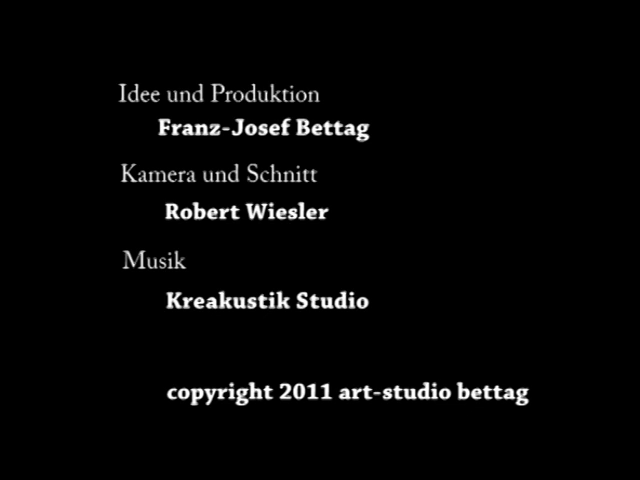 Idee und Produktion
Franz-Josef Bettag
Kamera und Schnitt
Robert Wiesler
Musik
Kreakustik Studio
copyright 2011 art-studio bettag